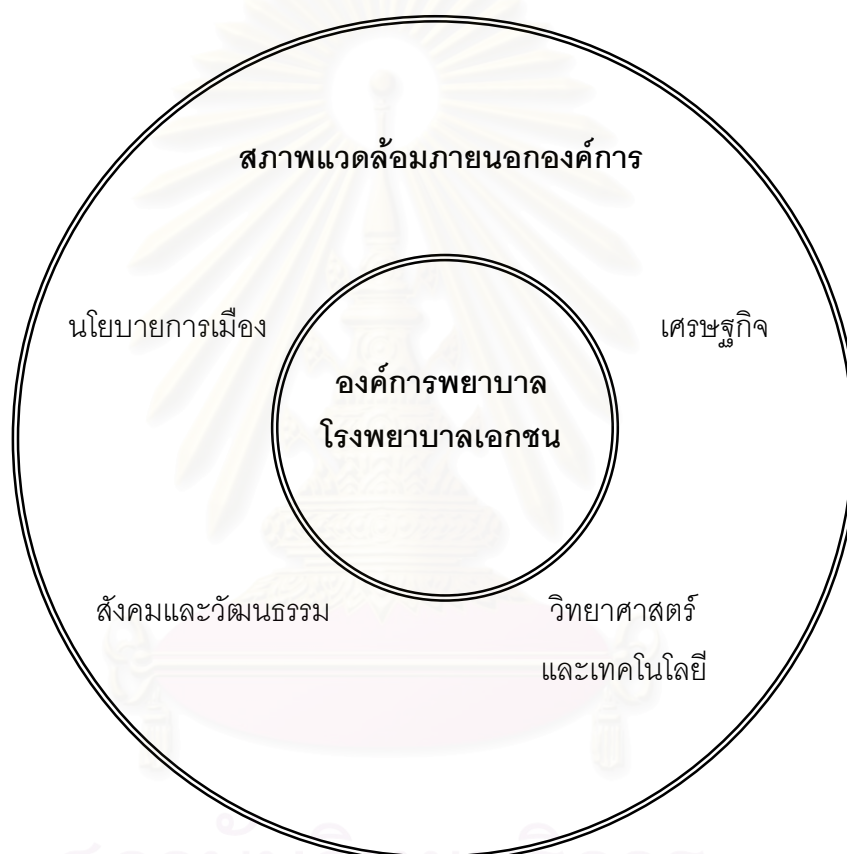 สภาพแวดล้อมภายนอกองค์การ
นโยบายการเมือง
เศรษฐกิจ
องค์การพยาบาล
โรงพยาบาลเอกชน
สังคมและวัฒนธรรม
วิทยาศาสตร์
และเทคโนโลยี